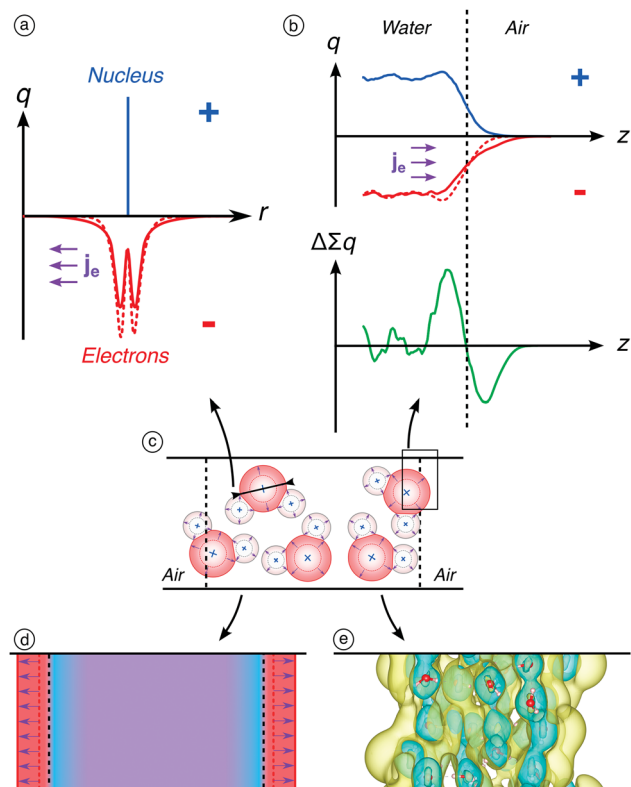 a
Nucleus
q
+
r
jₑ
-
Electrons
b
Water
Air
q
+
z
jₑ
-
ΔΣq
z
c
Air
Air
d
e